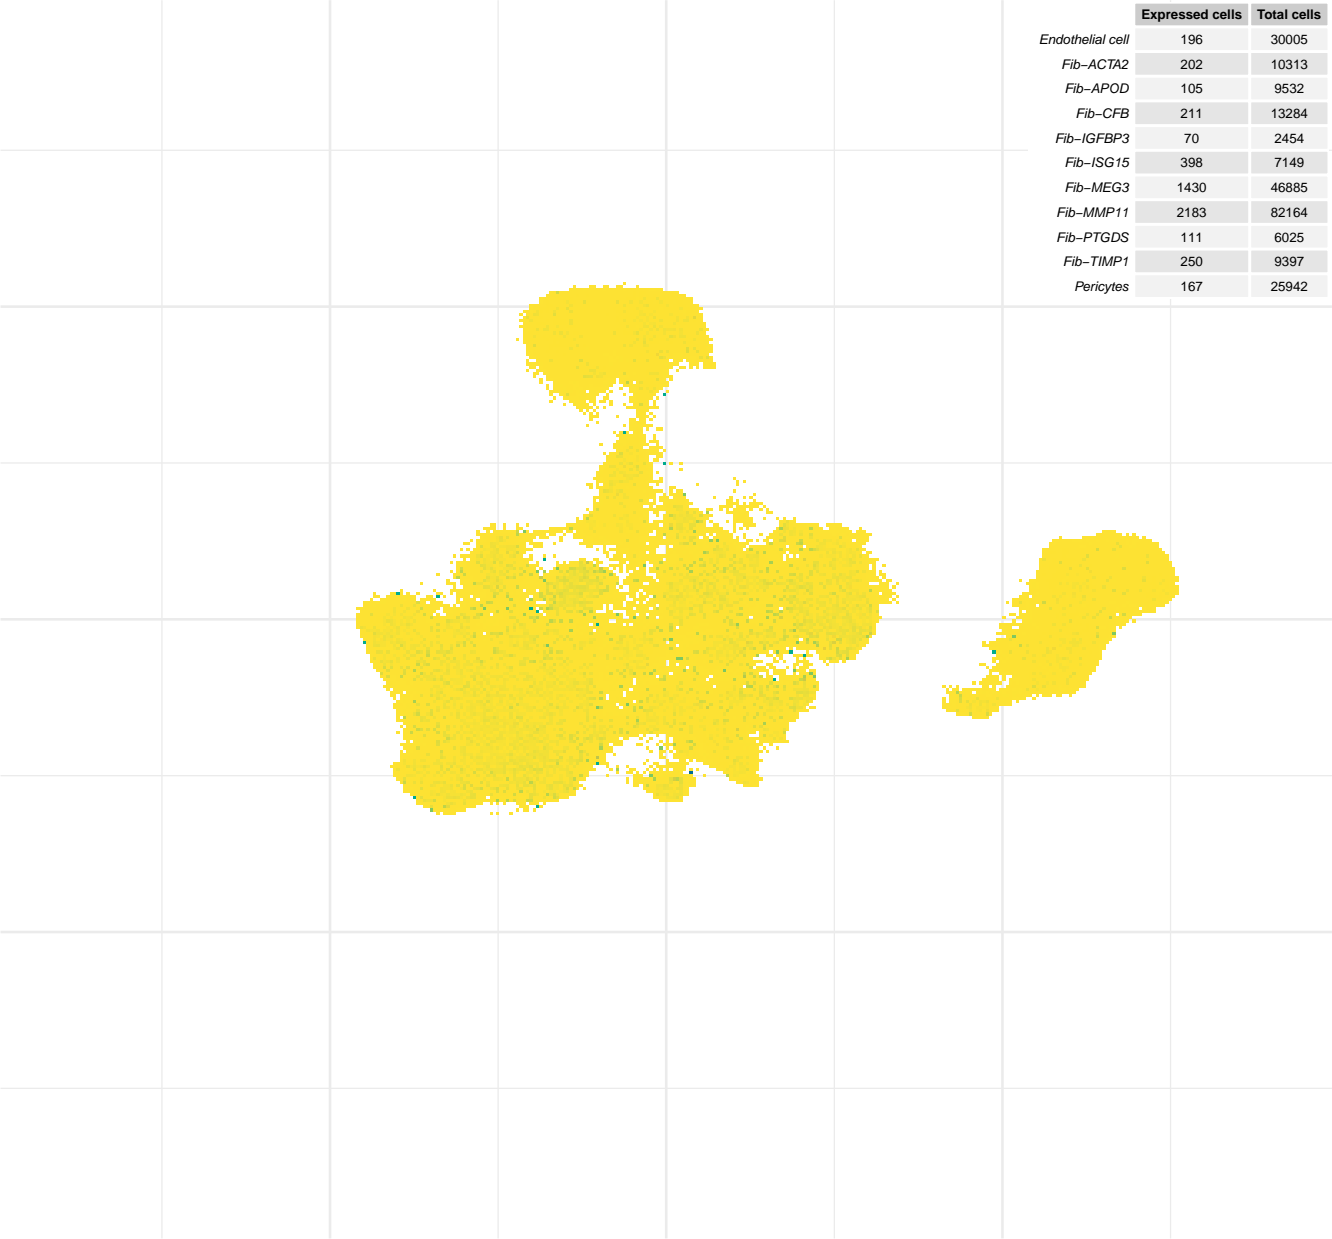 Expressed cells Total cells
Endothelial cell 196 30005
Fib−ACTA2 202 10313
Fib−APOD 105 9532
Fib−CFB 211 13284
Fib−IGFBP3 70 2454
Fib−ISG15 398 7149
Fib−MEG3 1430 46885
Fib−MMP11 2183 82164
Fib−PTGDS 111 6025
Fib−TIMP1 250 9397
Pericytes 167 25942